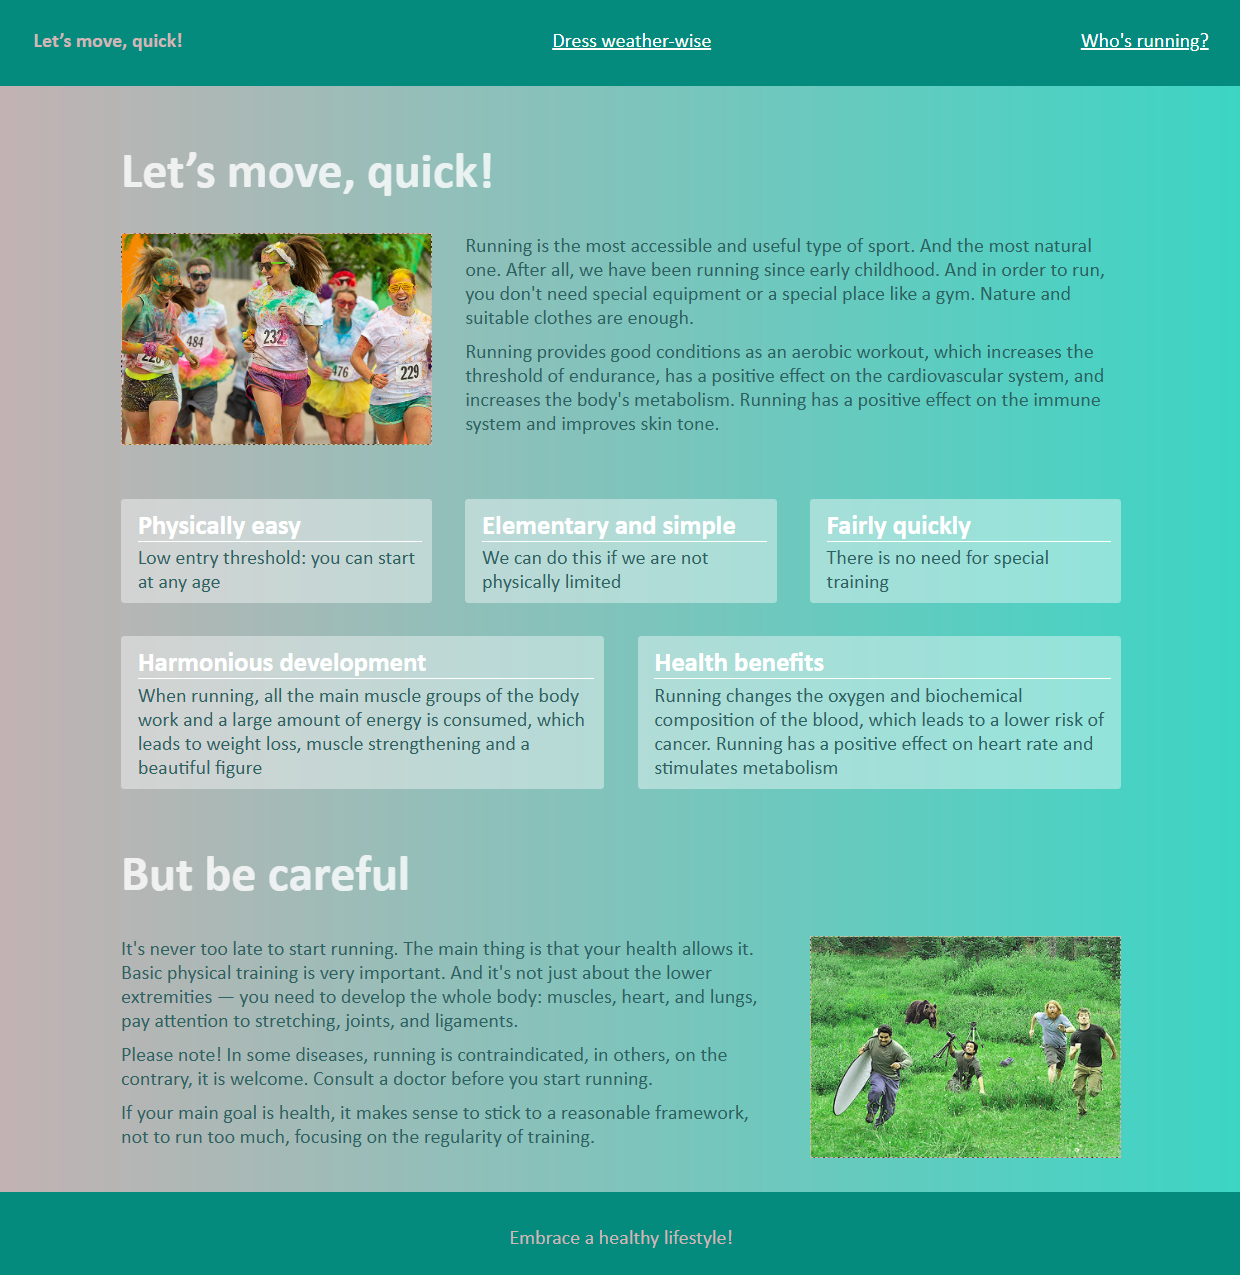 Let’s move, quick!
Dress weather-wise
Who's running?
Let’s move, quick!
484
232
220
476
229
Running is the most accessible and useful type of sport. And the most natural
one. After all, we have been running since early childhood. And in order to run,
you don't need special equipment or a special place like a gym. Nature and
suitable clothes are enough.
Running provides good conditions as an aerobic workout, which increases the
threshold of endurance, has a positive effect on the cardiovascular system, and
increases the body's metabolism. Running has a positive effect on the immune
system and improves skin tone.
Physically easy
Low entry threshold: you can start
at any age
Elementary and simple
We can do this if we are not
physically limited
Fairly quickly
There is no need for special
training
Harmonious development
When running, all the main muscle groups of the body
work and a large amount of energy is consumed, which
leads to weight loss, muscle strengthening and a
beautiful figure
Health benefits
Running changes the oxygen and biochemical
composition of the blood, which leads to a lower risk of
cancer. Running has a positive effect on heart rate and
stimulates metabolism
But be careful
It's never too late to start running. The main thing is that your health allows it.
Basic physical training is very important. And it's not just about the lower
extremities — you need to develop the whole body: muscles, heart, and lungs,
pay attention to stretching, joints, and ligaments.
Please note! In some diseases, running is contraindicated, in others, on the
contrary, it is welcome. Consult a doctor before you start running.
If your main goal is health, it makes sense to stick to a reasonable framework,
not to run too much, focusing on the regularity of training.
Embrace a healthy lifestyle!